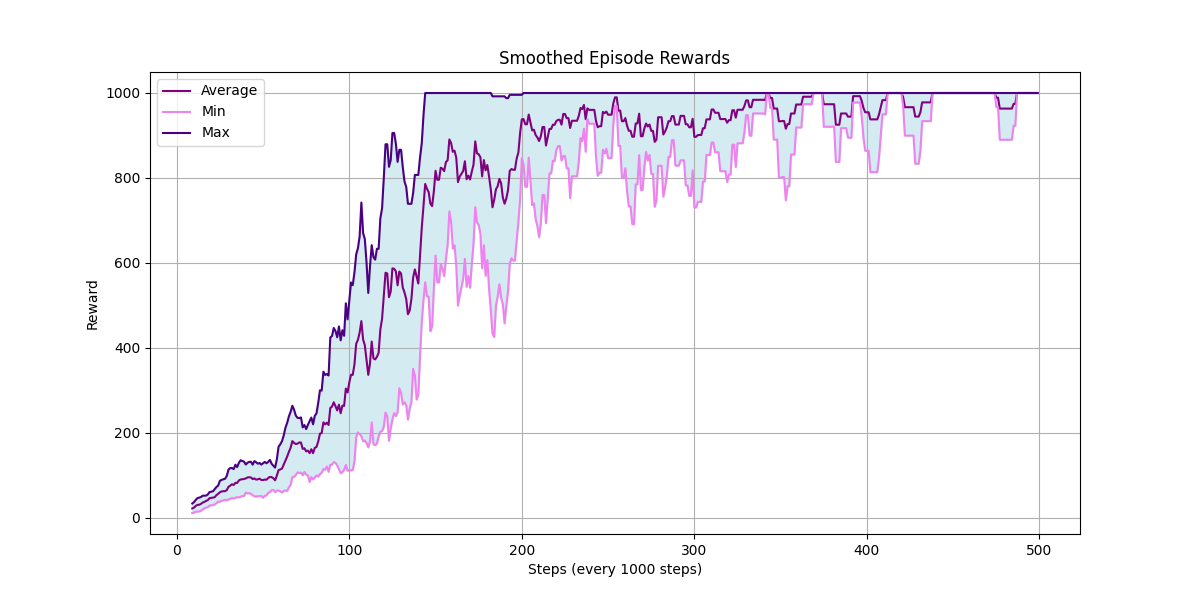 Smoothed Episode Rewards
Average
Min
Max
1000
800
600
400
200
0
Reward
0 100 200 300 400 500
Steps (every 1000 steps)